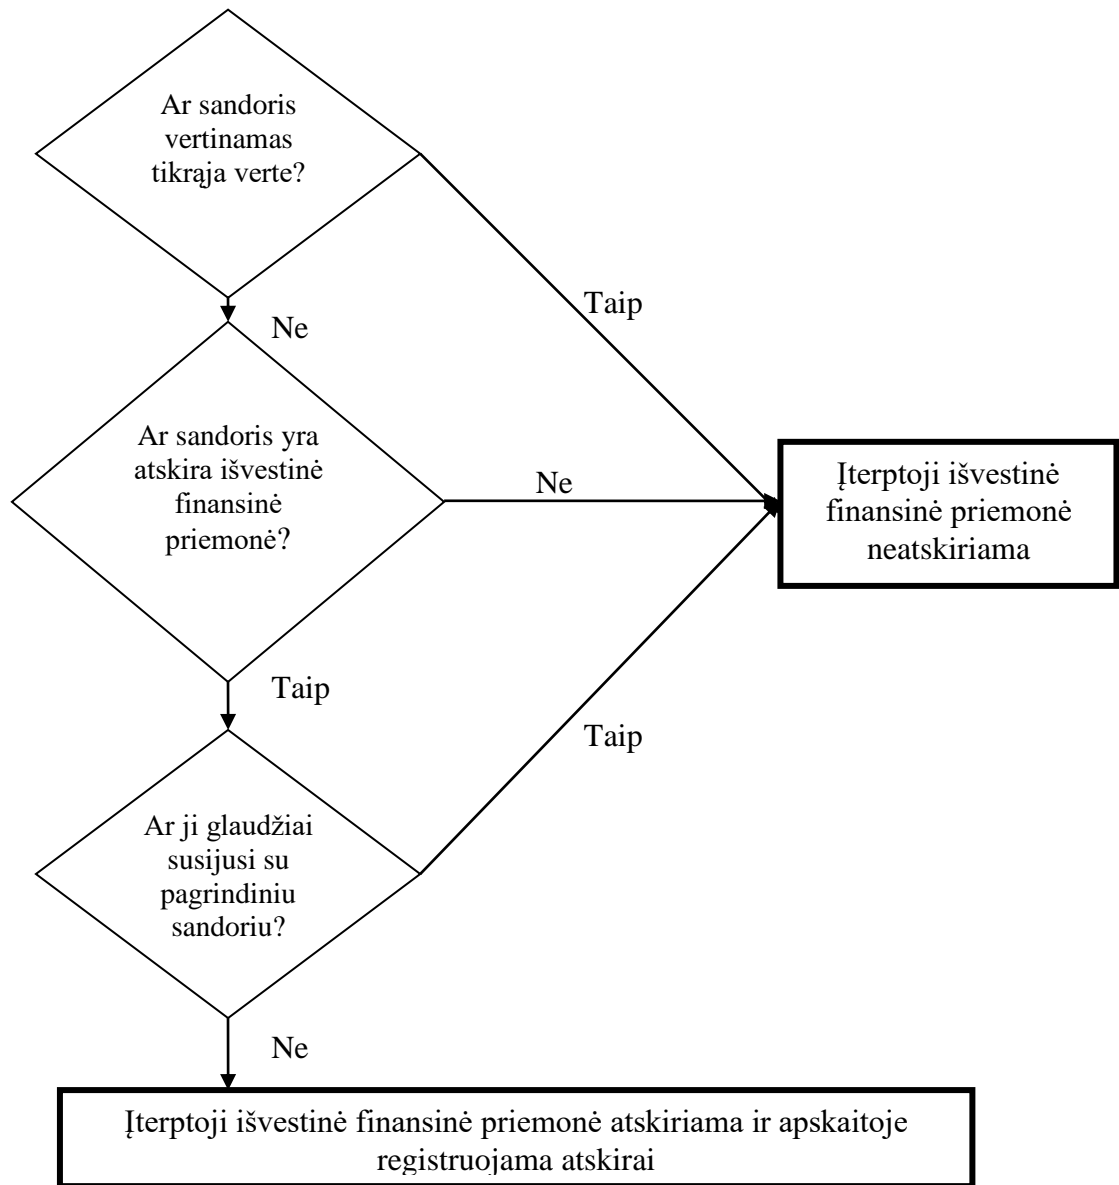 Ar sandoris
vertinamas
tikrąja verte?
Taip
Ne
Ar sandoris yra
atskira išvestinė
finansinė
priemonė?
Ne
Įterptoji išvestinė
finansinė priemonė
neatskiriama
Taip
Taip
Ar ji glaudžiai
susijusi su
pagrindiniu
sandoriu?
Ne
Įterptoji išvestinė finansinė priemonė atskiriama ir apskaitoje
registruojama atskirai